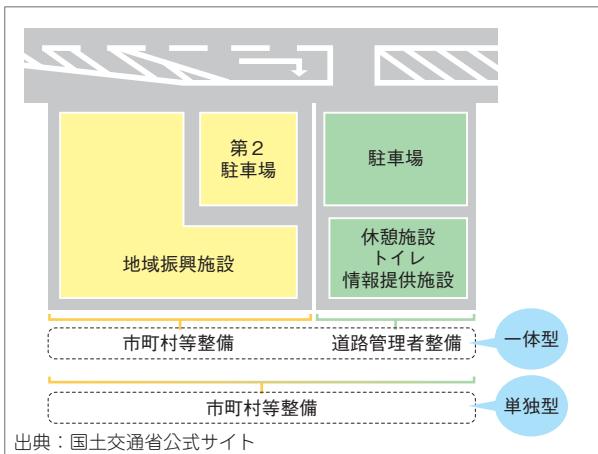 第2
駐車場
駐車場
地域振興施設
休憩施設
トイレ
情報提供施設
市町村等整備
道路管理者整備
一体型
市町村等整備
単独型
出典：国土交通省公式サイト